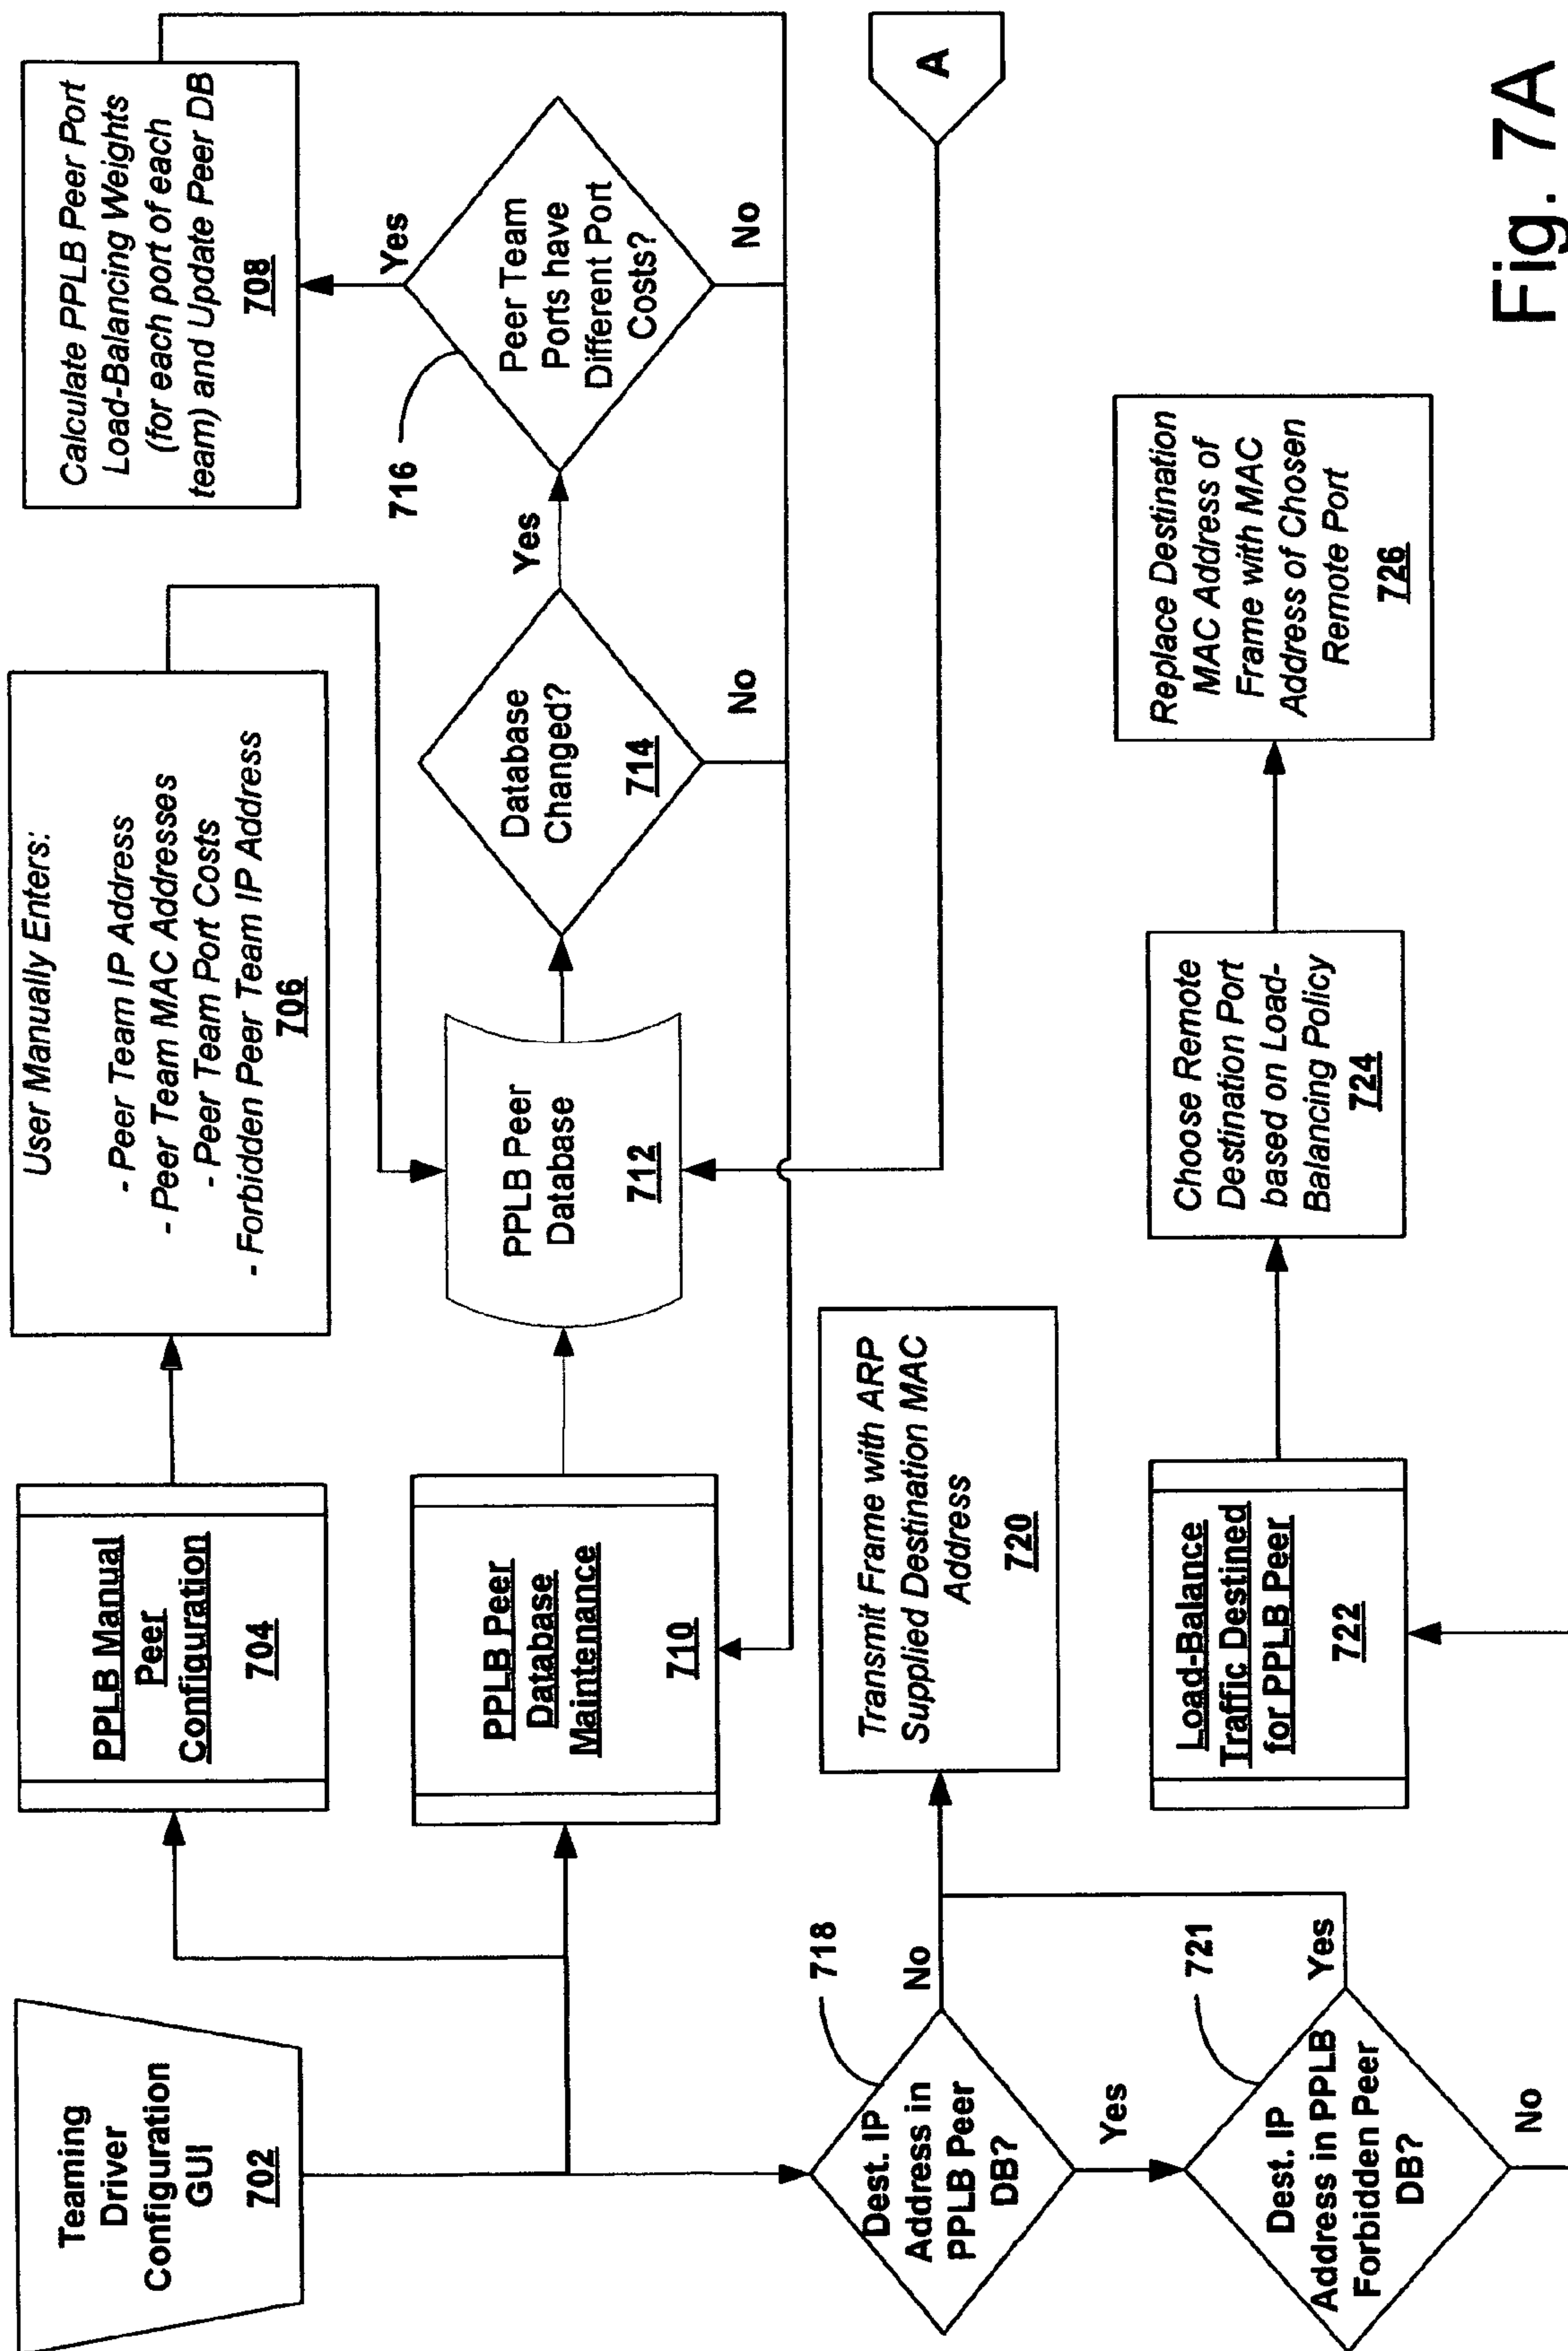 Teaming
Driver
Configuration
GUI
702
PPLB Manual
Peer
Configuration
704
User Manually Enters:
- Peer Team IP Address
- Peer Team MAC Addresses
- Peer Team Port Costs
- Forbidden Peer Team IP Address
706
Calculate PPLB Peer Port
Load-Balancing Weights
(for each port of each
team) and Update Peer DB
708
PPLB Peer
Database
Maintenance
710
PPLB Peer
Database
712
Database
Changed?
714
Yes
No
716
Peer Team
Ports have
Different Port
Costs?
Yes
No
A
718
Dest. IP
Address in
PPLB Peer
DB?
No
Yes
Transmit Frame with ARP
Supplied Destination MAC
Address
720
721
Dest. IP
Address in PPLB
Forbidden Peer
DB?
Yes
No
Load-Balance
Traffic Destined
for PPLB Peer
722
Choose Remote
Destination Port
based on Load-
Balancing Policy
724
Replace Destination
MAC Address of
Frame with MAC
Address of Chosen
Remote Port
726
Fig. 7A